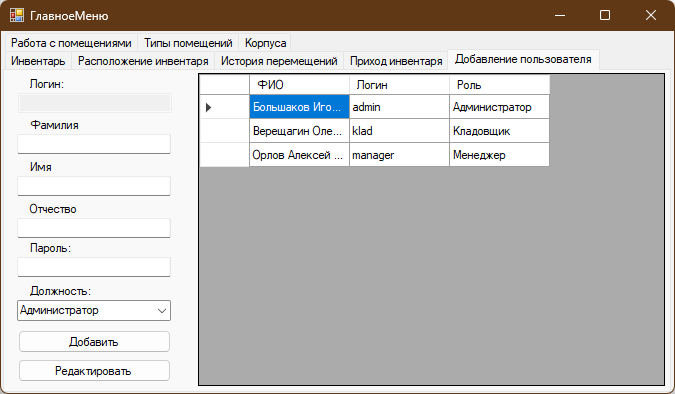 ГлавноеМеню
Работа с помещениями Типы помещений Корпуса
Инвентарь Расположение инвентаря История перемещений Приход инвентаря Добавление пользователя
Логин:
Фамилия
Имя
Отчество
Пароль:
Должность:
Администратор
Добавить
Редактировать
ФИО Логин Роль
Большаков Иго... admin Администратор
Верещагин Оле... klad Кладовщик
Орлов Алексей ... manager Менеджер